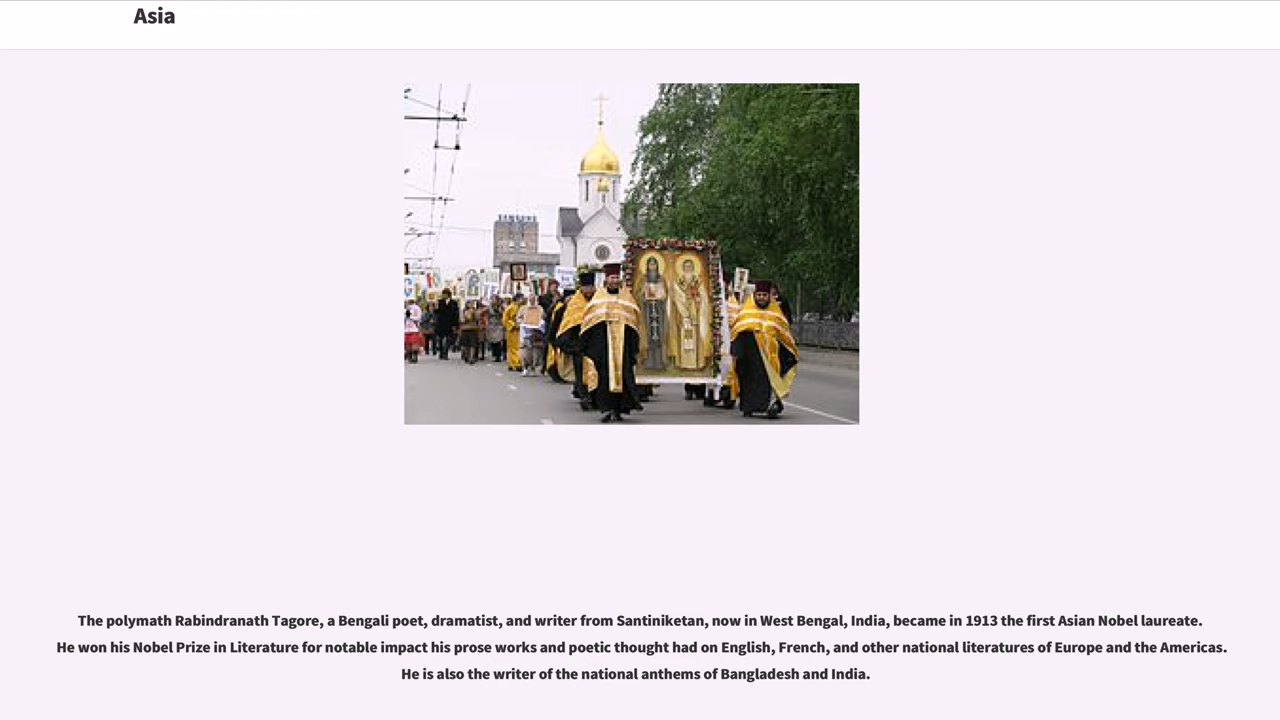 Asia
The polymath Rabindranath Tagore, a Bengali poet, dramatist, and writer from Santiniketan, now in West Bengal, India, became in 1913 the first Asian Nobel laureate.
He won his Nobel Prize in Literature for notable impact his prose works and poetic thought had on English, French, and other national literatures of Europe and the Americas.
He is also the writer of the national anthems of Bangladesh and India.